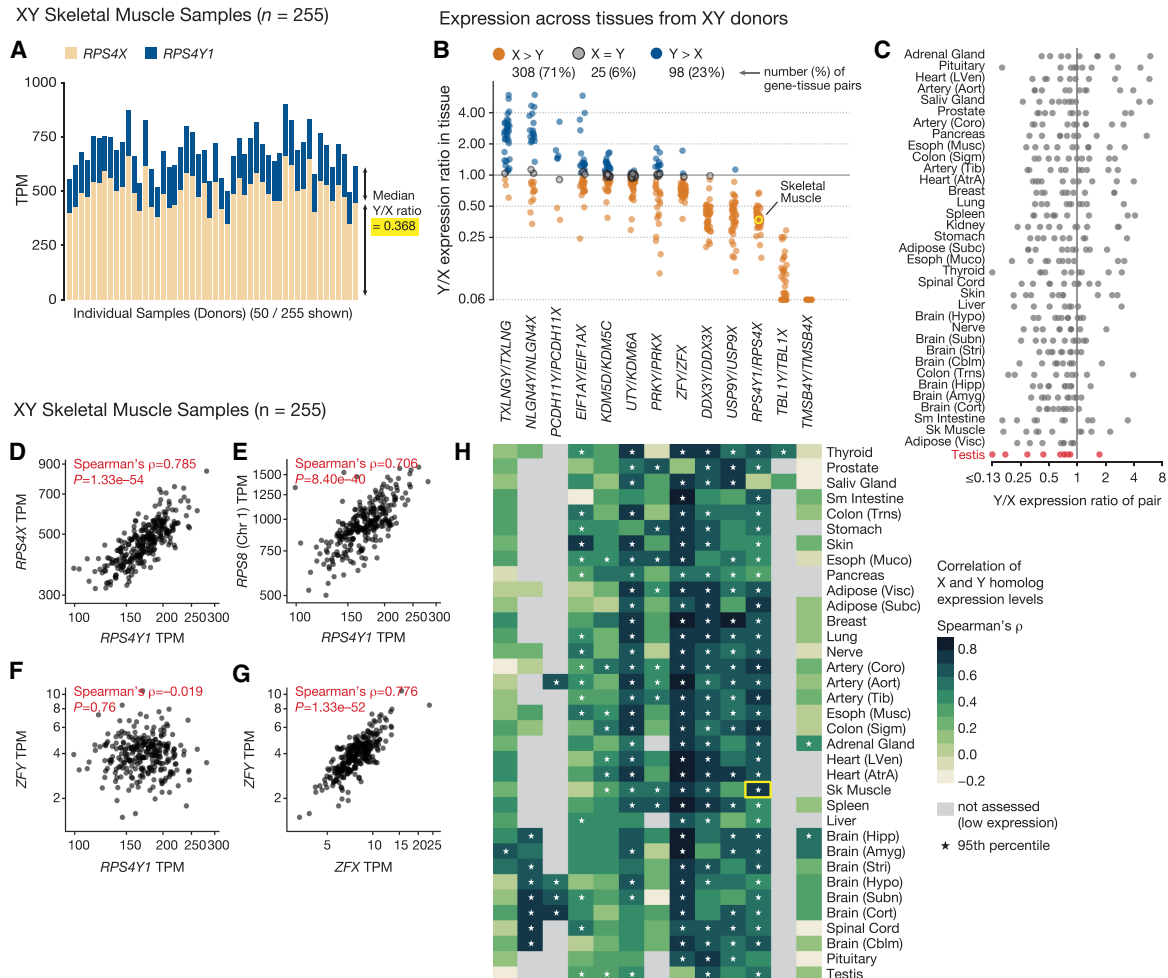 XY Skeletal Muscle Samples (n = 255)
A
RPS4X
RPS4Y1
TPM
1000
750
500
250
0
Median
Y/X ratio
= 0.368
Individual Samples (Donors) (50 / 255 shown)
Expression across tissues from XY donors
B
X > Y
X = Y
Y > X
308 (71%)
25 (6%)
98 (23%)
number (%) of
gene-tissue pairs
Y/X expression ratio in tissue
4.00
2.00
1.00
0.50
0.25
0.06
Skeletal
Muscle
TXLNGY/TXLNG
NLGN4Y/NLGN4X
PCDH11Y/PCDH11X
EIF1AY/EIF1AX
KDM5D/KDM5C
UTY/KDM6A
PRKY/PRKX
ZFY/ZFX
DDX3Y/DDX3X
USP9Y/USP9X
RPS4Y1/RPS4X
TBL1Y/TBL1X
TMSB4Y/TMSB4X
C
Adrenal Gland
Pituitary
Heart (LVen)
Artery (Aort)
Saliv Gland
Prostate
Artery (Coro)
Pancreas
Esoph (Musc)
Colon (Sigm)
Artery (Tib)
Heart (AtrA)
Breast
Lung
Spleen
Kidney
Stomach
Adipose (Subc)
Esoph (Muco)
Thyroid
Spinal Cord
Skin
Liver
Brain (Hypo)
Nerve
Brain (Subn)
Brain (Stri)
Brain (Cblm)
Colon (Trns)
Brain (Hipp)
Brain (Amyg)
Brain (Cort)
Sm Intestine
Sk Muscle
Adipose (Visc)
Testis
≤0.13 0.25 0.5 1 2 4 8
Y/X expression ratio of pair
XY Skeletal Muscle Samples (n = 255)
D
Spearman's ρ=0.785
P=1.33e–54
RPS4X TPM
900
700
500
300
100 150 200 250 300
RPS4Y1 TPM
E
Spearman's ρ=0.706
P=8.40e–40
RPS8 (Chr 1) TPM
1500
1250
1000
750
500
100 150 200 250 300
RPS4Y1 TPM
F
Spearman's ρ=–0.019
P=0.76
ZFY TPM
10
8
6
4
2
100 150 200 250 300
RPS4Y1 TPM
G
Spearman's ρ=0.776
P=1.33e–52
ZFY TPM
10
8
6
4
2
5 10 15 20 25
ZFX TPM
H
Thyroid
Prostate
Saliv Gland
Sm Intestine
Colon (Trns)
Stomach
Skin
Esoph (Muco)
Pancreas
Adipose (Visc)
Adipose (Subc)
Breast
Lung
Nerve
Artery (Coro)
Artery (Aort)
Artery (Tib)
Esoph (Musc)
Colon (Sigm)
Adrenal Gland
Heart (LVen)
Heart (AtrA)
Sk Muscle
Spleen
Liver
Brain (Hipp)
Brain (Amyg)
Brain (Stri)
Brain (Hypo)
Brain (Subn)
Brain (Cort)
Spinal Cord
Brain (Cblm)
Pituitary
Testis
Correlation of
X and Y homolog
expression levels
Spearman's ρ
0.8
0.6
0.4
0.2
0.0
−0.2
not assessed
(low expression)
★ 95th percentile